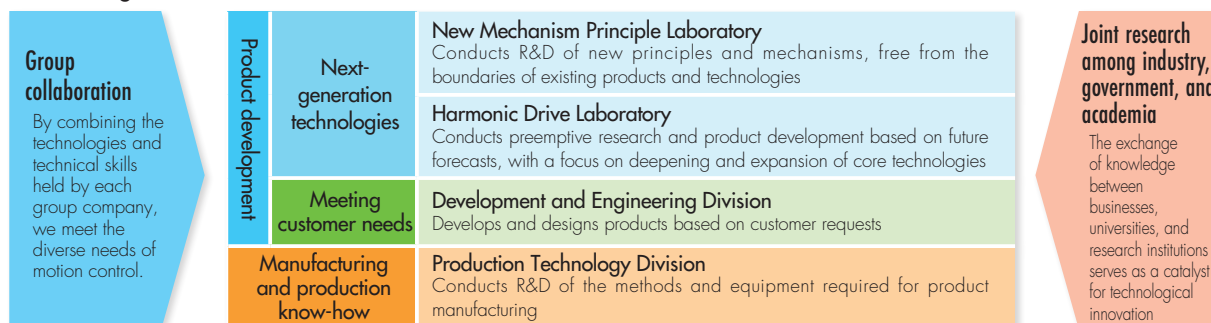 Group
collaboration
By combining the
technologies and
technical skills
held by each
group company,
we meet the
diverse needs of
motion control.
Product development
Next-
generation
technologies
New Mechanism Principle Laboratory
Conducts R&D of new principles and mechanisms, free from the
boundaries of existing products and technologies
Harmonic Drive Laboratory
Conducts preemptive research and product development based on future
forecasts, with a focus on deepening and expansion of core technologies
Meeting
customer needs
Development and Engineering Division
Develops and designs products based on customer requests
Manufacturing
and production
know-how
Production Technology Division
Conducts R&D of the methods and equipment required for product
manufacturing
Joint research
among industry,
government, and
academia
The exchange
of knowledge
between
businesses,
universities, and
research institutions
serves as a catalyst
for technological
innovation